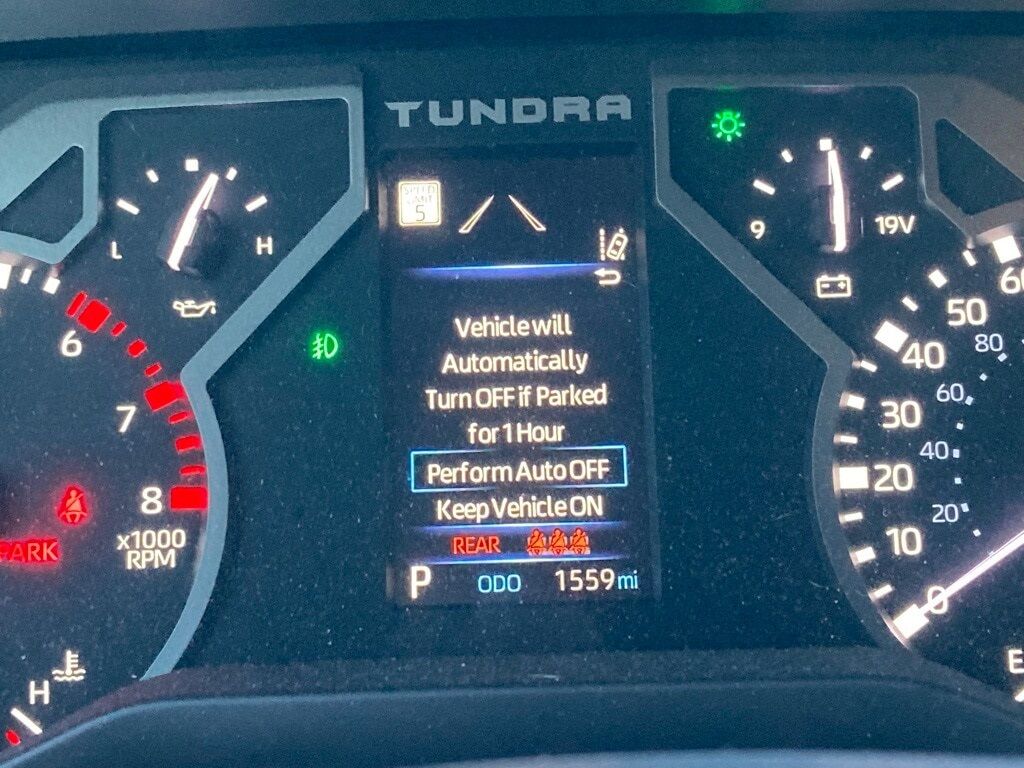 TUNDRA
SPEED
LIMIT
5
L
H
9
19V
Vehicle will
Automatically
Turn OFF if Parked
for 1 Hour
Perform Auto OFF
Keep Vehicle ON
REAR
P ODO 1559 mi
6
7
8
x1000
RPM
PARK
H
60
50
40
30
20
10
0
80
60
40
20
E